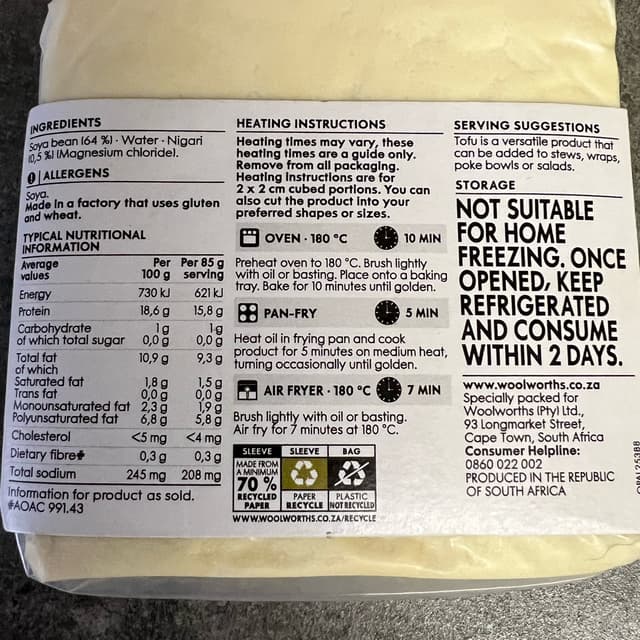 INGREDIENTS
Soya bean (64 %) · Water · Nigari
(0,5 %) (Magnesium chloride).
ALLERGENS
Soya.
Made in a factory that uses gluten
and wheat.
TYPICAL NUTRITIONAL
INFORMATION
Average values Per 100 g Per 85 g serving
Energy 730 kJ 621 kJ
Protein 18,6 g 15,8 g
Carbohydrate 1 g 1 g
of which total sugar 0,0 g 0,0 g
Total fat 10,9 g 9,3 g
of which
Saturated fat 1,8 g 1,5 g
Trans fat 0,0 g 0,0 g
Monounsaturated fat 2,3 g 1,9 g
Polyunsaturated fat 6,8 g 5,8 g
Cholesterol <5 mg <4 mg
Dietary fibre‡ 0,3 g 0,3 g
Total sodium 245 mg 208 mg
Information for product as sold.
‡AOAC 991.43
HEATING INSTRUCTIONS
Heating times may vary, these
heating times are a guide only.
Remove from all packaging.
Heating instructions are for
2 x 2 cm cubed portions. You can
also cut the product into your
preferred shapes or sizes.
OVEN · 180 °C 10 MIN
Preheat oven to 180 °C. Brush lightly
with oil or basting. Place onto a baking
tray. Bake for 10 minutes until golden.
PAN-FRY 5 MIN
Heat oil in frying pan and cook
product for 5 minutes on medium heat,
turning occasionally until golden.
AIR FRYER · 180 °C 7 MIN
Brush lightly with oil or basting.
Air fry for 7 minutes at 180 °C.
SLEEVE SLEEVE BAG
MADE FROM
A MINIMUM
70 %
RECYCLED
PAPER
PAPER
RECYCLE
PLASTIC
NOT RECYCLED
WWW.WOOLWORTHS.CO.ZA/RECYCLE
SERVING SUGGESTIONS
Tofu is a versatile product that
can be added to stews, wraps,
poke bowls or salads.
STORAGE
NOT SUITABLE
FOR HOME
FREEZING. ONCE
OPENED, KEEP
REFRIGERATED
AND CONSUME
WITHIN 2 DAYS.
www.woolworths.co.za
Specially packed for
Woolworths (Pty) Ltd.,
93 Longmarket Street,
Cape Town, South Africa
Consumer Helpline:
0860 022 002
PRODUCED IN THE REPUBLIC
OF SOUTH AFRICA